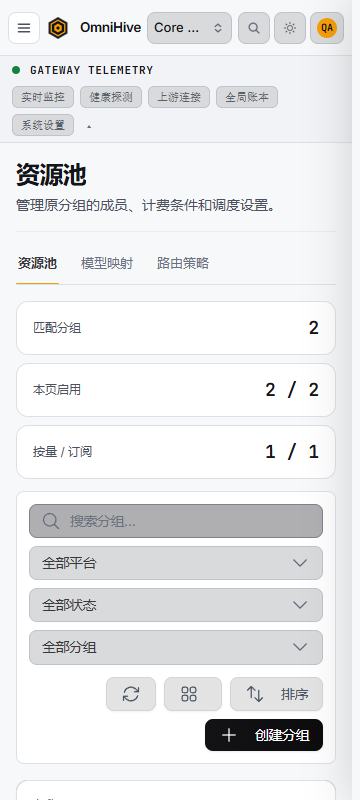 OmniHive Core ... QA
GATEWAY TELEMETRY
实时监控 健康探测 上游连接 全局账本
系统设置
资源池
管理原分组的成员、计费条件和调度设置。
资源池 模型映射 路由策略
匹配分组 2
本页启用 2 / 2
按量 / 订阅 1 / 1
搜索分组...
全部平台
全部状态
全部分组
排序
创建分组